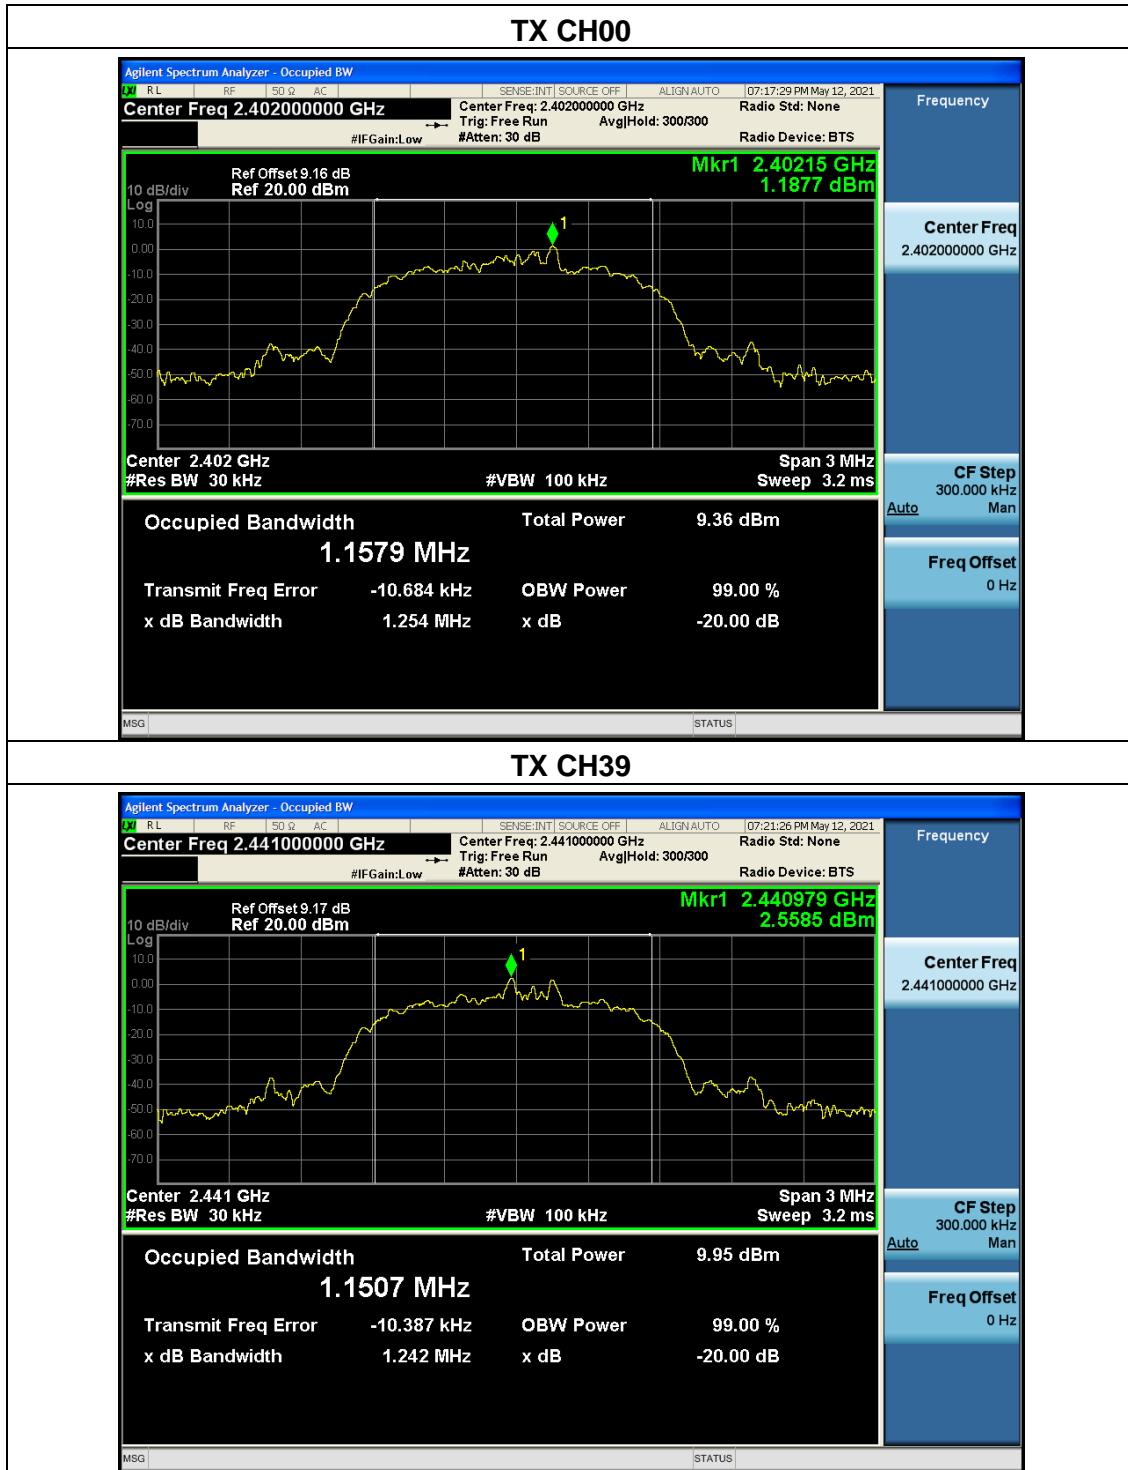 TX CH00
Agilent Spectrum Analyzer - Occupied BW
LXI RL RF 50 Ω AC SENSE:INT SOURCE OFF ALIGN AUTO 07:17:29 PM May 12, 2021
Center Freq 2.402000000 GHz
Center Freq: 2.402000000 GHz
Radio Std: None
Trig: Free Run Avg|Hold: 300/300
#IFGain:Low #Atten: 30 dB Radio Device: BTS
Frequency
Mkr1 2.40215 GHz
1.1877 dBm
Ref Offset 9.16 dB
10 dB/div Ref 20.00 dBm
Log
10.0
0.00
-10.0
-20.0
-30.0
-40.0
-50.0
-60.0
-70.0
1
Center 2.402 GHz Span 3 MHz
#Res BW 30 kHz #VBW 100 kHz Sweep 3.2 ms
Center Freq
2.402000000 GHz
CF Step
300.000 kHz
Auto Man
Freq Offset
0 Hz
Occupied Bandwidth Total Power 9.36 dBm
1.1579 MHz
Transmit Freq Error -10.684 kHz OBW Power 99.00 %
x dB Bandwidth 1.254 MHz x dB -20.00 dB
MSG STATUS
TX CH39
Agilent Spectrum Analyzer - Occupied BW
LXI RL RF 50 Ω AC SENSE:INT SOURCE OFF ALIGN AUTO 07:21:26 PM May 12, 2021
Center Freq 2.441000000 GHz
Center Freq: 2.441000000 GHz
Radio Std: None
Trig: Free Run Avg|Hold: 300/300
#IFGain:Low #Atten: 30 dB Radio Device: BTS
Frequency
Mkr1 2.440979 GHz
2.5585 dBm
Ref Offset 9.17 dB
10 dB/div Ref 20.00 dBm
Log
10.0
0.00
-10.0
-20.0
-30.0
-40.0
-50.0
-60.0
-70.0
1
Center 2.441 GHz Span 3 MHz
#Res BW 30 kHz #VBW 100 kHz Sweep 3.2 ms
Center Freq
2.441000000 GHz
CF Step
300.000 kHz
Auto Man
Freq Offset
0 Hz
Occupied Bandwidth Total Power 9.95 dBm
1.1507 MHz
Transmit Freq Error -10.387 kHz OBW Power 99.00 %
x dB Bandwidth 1.242 MHz x dB -20.00 dB
MSG STATUS